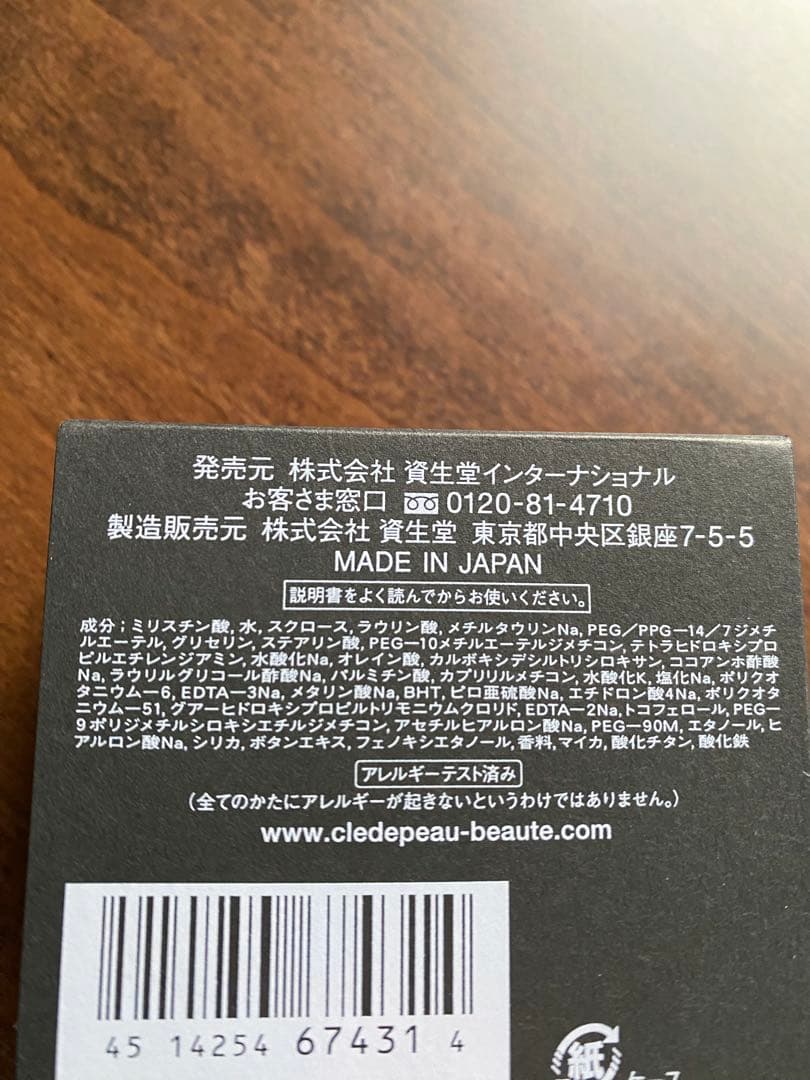 発売元 株式会社 資生堂インターナショナル
お客さま窓口 0120-81-4710
製造販売元 株式会社 資生堂 東京都中央区銀座7-5-5
MADE IN JAPAN
説明書をよく読んでからお使いください。
成分：ミリスチン酸, 水, スクロース, ラウリン酸, メチルタウリンNa, PEG／PPG－14／7ジメチ
ルエーテル, グリセリン, ステアリン酸, PEG－10メチルエーテルジメチコン, テトラヒドロキシプロ
ピルエチレンジアミン, 水酸化Na, オレイン酸, カルボキシデシルトリシロキサン, ココアンホ酢酸
Na, ラウリルグリコール酢酸Na, パルミチン酸, カプリリルメチコン, 水酸化K, 塩化Na, ポリクオ
タニウム－6, EDTA－3Na, メタリン酸Na, BHT, ピロ亜硫酸Na, エチドロン酸4Na, ポリクオタ
ニウム－51, グアーヒドロキシプロピルトリモニウムクロリド, EDTA－2Na, トコフェロール, PEG－
9ポリジメチルシロキシエチルジメチコン, アセチルヒアルロン酸Na, PEG－90M, エタノール, ヒ
アルロン酸Na, シリカ, ボタンエキス, フェノキシエタノール, 香料, マイカ, 酸化チタン, 酸化鉄
アレルギーテスト済み
（全てのかたにアレルギーが起きないというわけではありません。）
www.cledepeau-beaute.com
45 14254 67431 4
紙